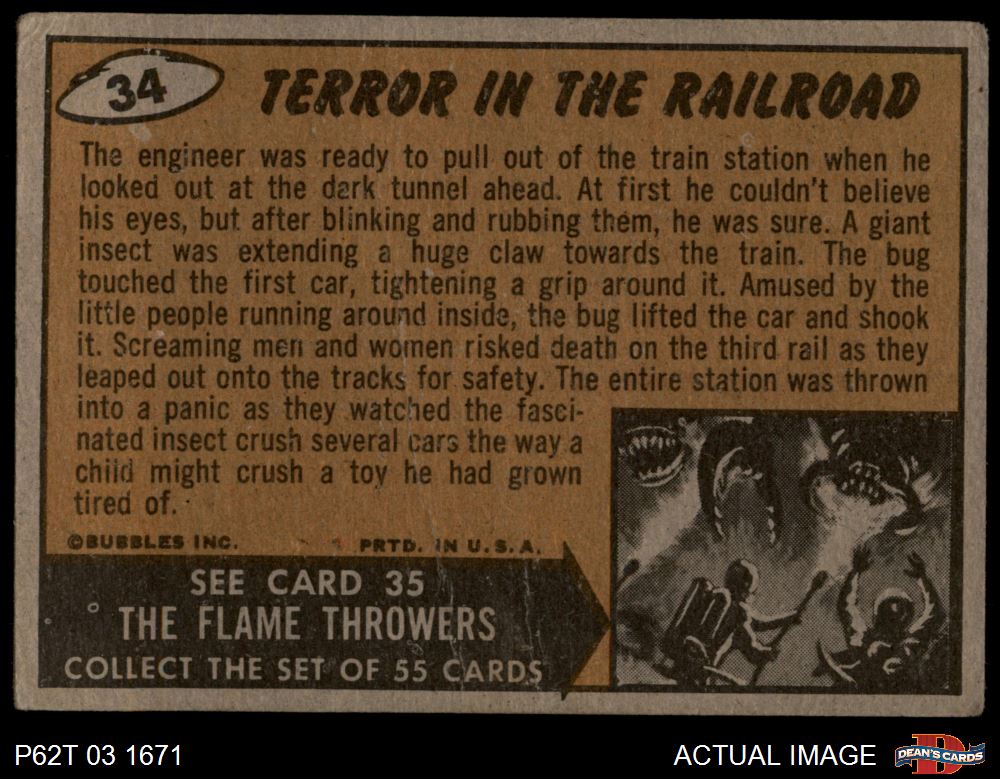 34
TERROR IN THE RAILROAD
The engineer was ready to pull out of the train station when he
looked out at the dark tunnel ahead. At first he couldn't believe
his eyes, but after blinking and rubbing them, he was sure. A giant
insect was extending a huge claw towards the train. The bug
touched the first car, tightening a grip around it. Amused by the
little people running around inside, the bug lifted the car and shook
it. Screaming men and women risked death on the third rail as they
leaped out onto the tracks for safety. The entire station was thrown
into a panic as they watched the fasci-
nated insect crush several cars the way a
child might crush a toy he had grown
tired of.
©BUBBLES INC. PRTD. IN U.S.A.
SEE CARD 35
THE FLAME THROWERS
COLLECT THE SET OF 55 CARDS
P62T 03 1671 ACTUAL IMAGE DEAN'S CARDS